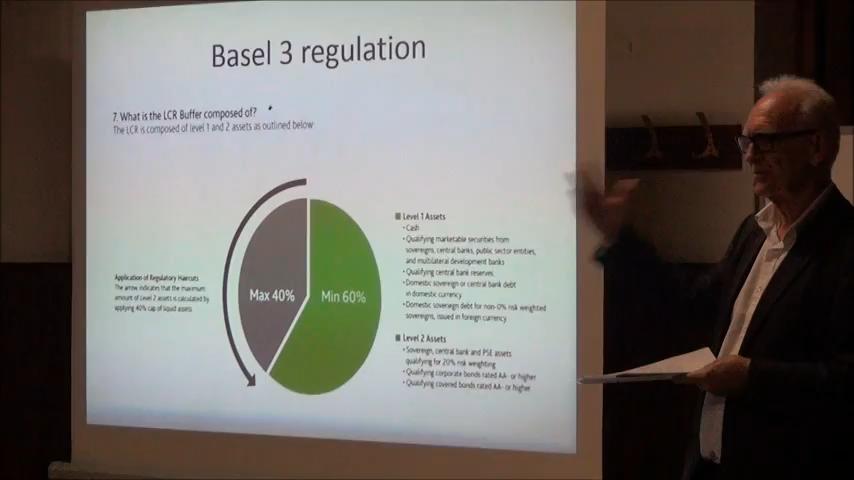 Basel 3 regulation
7. What is the LCR Buffer composed of?
The LCR is composed of level 1 and 2 assets as outlined below
Application of Regulatory Haircuts
The arrow indicates that the maximum
amount of Level 2 assets is calculated by
applying 40% cap of liquid assets
Max 40%
Min 60%
Level 1 Assets
• Cash
• Qualifying marketable securities from
sovereigns, central banks, public sector entities,
and multilateral development banks
• Qualifying central bank reserves
• Domestic sovereign or central bank debt
in domestic currency
• Domestic sovereign debt for non-0% risk weighted
sovereigns, issued in foreign currency
Level 2 Assets
• Sovereign, central bank and PSE assets
qualifying for 20% risk weighting
• Qualifying corporate bonds rated AA- or higher
• Qualifying covered bonds rated AA- or higher